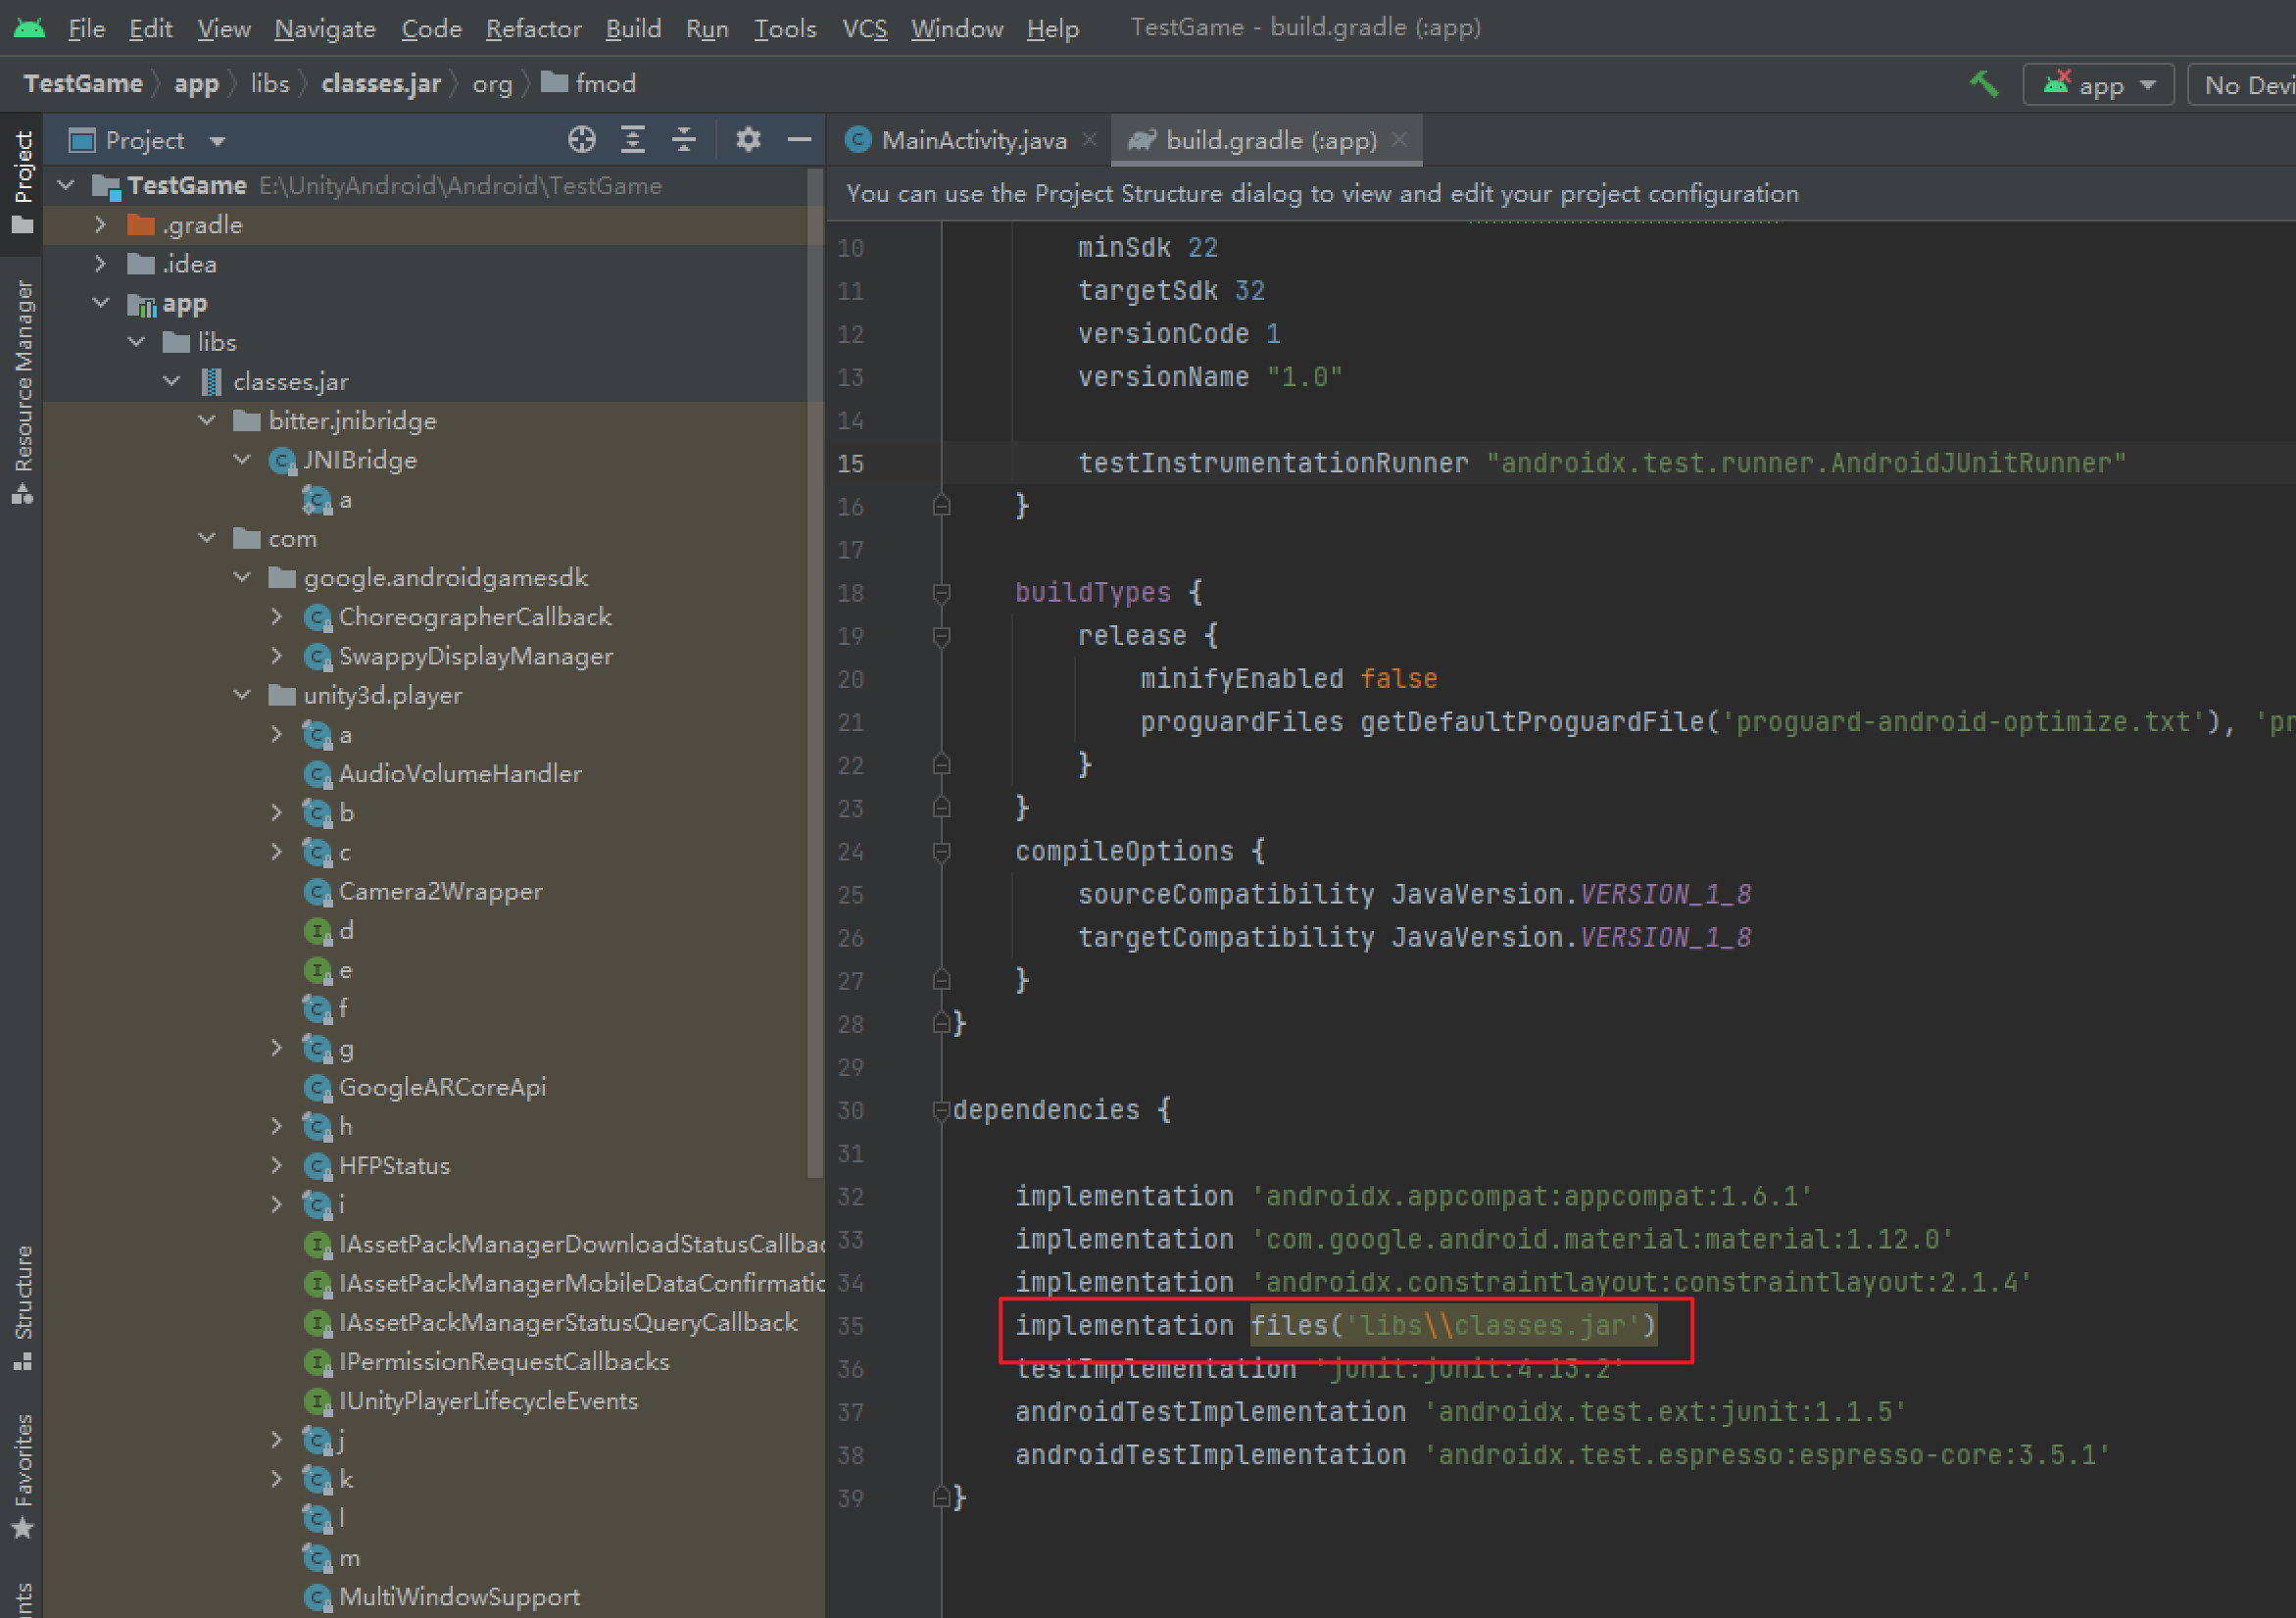 File Edit View Navigate Code Refactor Build Run Tools VCS Window Help TestGame - build.gradle (:app)
TestGame app libs classes.jar org fmod app No Devi
Project
MainActivity.java build.gradle (:app)
You can use the Project Structure dialog to view and edit your project configuration
Project
Resource Manager
Structure
Favorites
nts
TestGame E:\UnityAndroid\Android\TestGame
.gradle
.idea
app
libs
classes.jar
bitter.jnibridge
JNIBridge
a
com
google.androidgamesdk
ChoreographerCallback
SwappyDisplayManager
unity3d.player
a
AudioVolumeHandler
b
c
Camera2Wrapper
d
e
f
g
GoogleARCoreApi
h
HFPStatus
i
IAssetPackManagerDownloadStatusCallbac
IAssetPackManagerMobileDataConfirmatic
IAssetPackManagerStatusQueryCallback
IPermissionRequestCallbacks
IUnityPlayerLifecycleEvents
j
k
l
m
MultiWindowSupport
10 minSdk 22
11 targetSdk 32
12 versionCode 1
13 versionName "1.0"
14
15 testInstrumentationRunner "androidx.test.runner.AndroidJUnitRunner"
16 }
17
18 buildTypes {
19 release {
20 minifyEnabled false
21 proguardFiles getDefaultProguardFile('proguard-android-optimize.txt'), 'pr
22 }
23 }
24 compileOptions {
25 sourceCompatibility JavaVersion.VERSION_1_8
26 targetCompatibility JavaVersion.VERSION_1_8
27 }
28 }
29
30 dependencies {
31
32 implementation 'androidx.appcompat:appcompat:1.6.1'
33 implementation 'com.google.android.material:material:1.12.0'
34 implementation 'androidx.constraintlayout:constraintlayout:2.1.4'
35 implementation files('libs\\classes.jar')
36 testImplementation 'junit:junit:4.13.2'
37 androidTestImplementation 'androidx.test.ext:junit:1.1.5'
38 androidTestImplementation 'androidx.test.espresso:espresso-core:3.5.1'
39 }